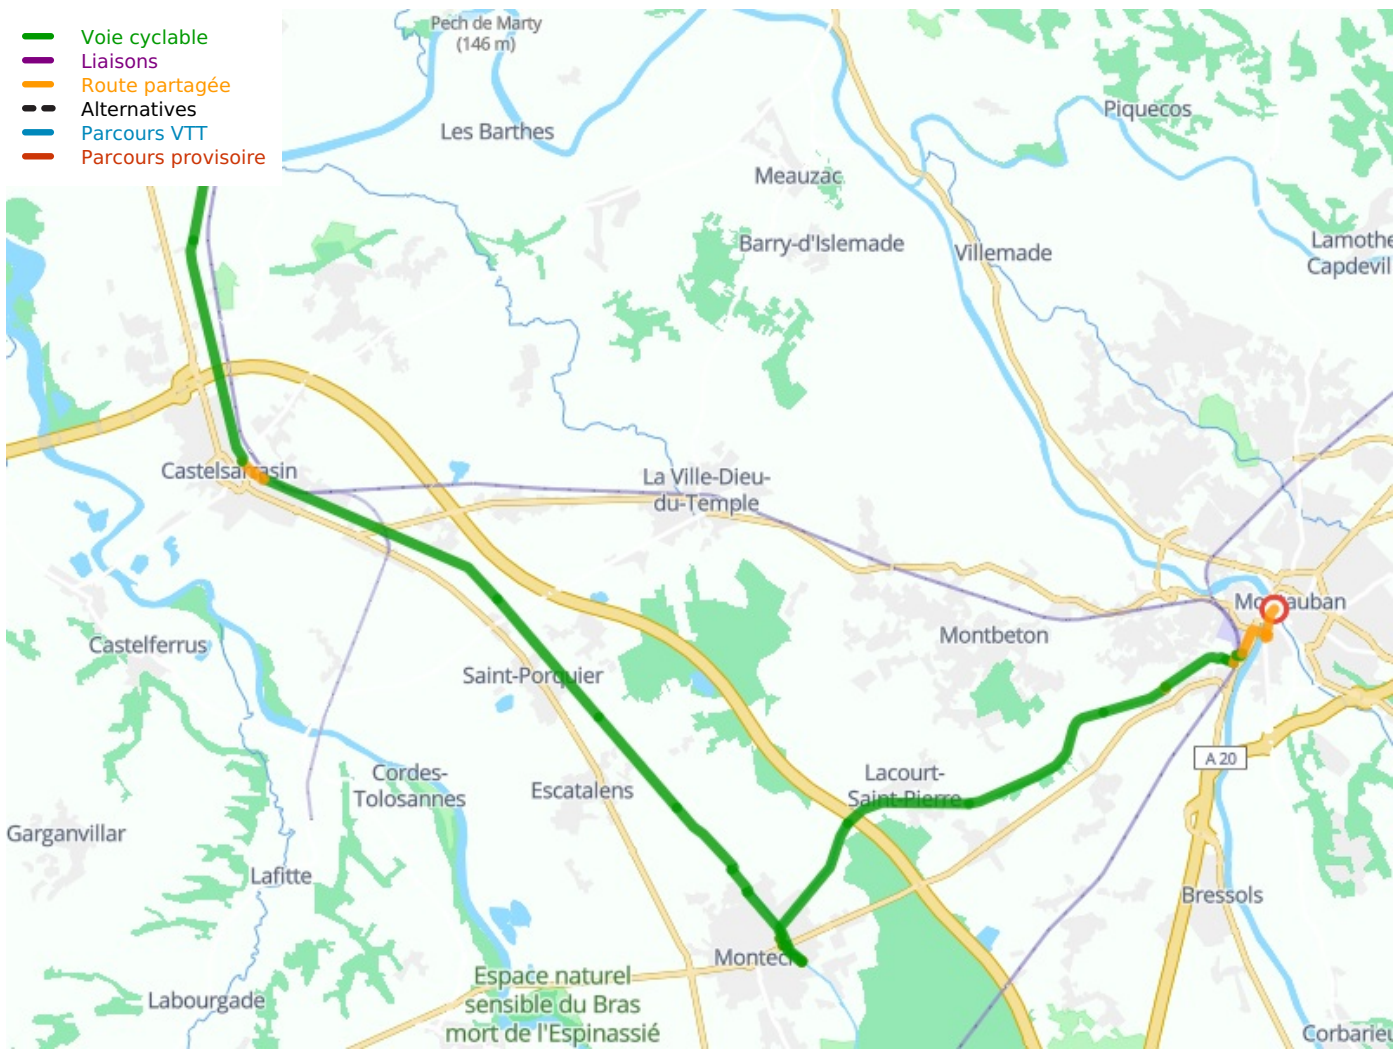 Voie cyclable
Liaisons
Route partagée
Alternatives
Parcours VTT
Parcours provisoire
Pech de Marty
(146 m)
Les Barthes
Piquecos
Meauzac
Barry-d'Islemade
Villemade
Lamothe
Capdevil
Castelsarrasin
La Ville-Dieu-
du-Temple
Montauban
Montbeton
Castelferrus
Saint-Porquier
Cordes-
Tolosannes
Escatalens
Lacourt-
Saint-Pierre
A 20
Garganvillar
Lafitte
Bressols
Montech
Espace naturel
sensible du Bras
mort de l'Espinassié
Labourgade
Corbarieu